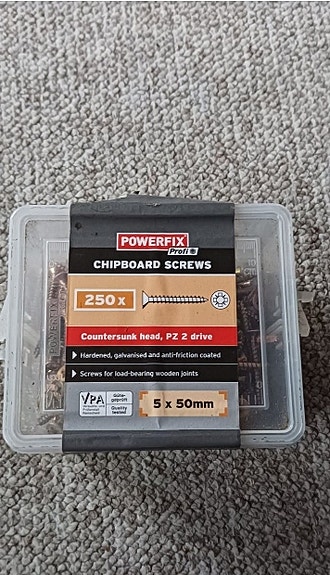 POWERFIX
Profi
CHIPBOARD SCREWS
250 x
Countersunk head, PZ 2 drive
Hardened, galvanised and anti-friction coated
Screws for load-bearing wooden joints
VPA
Güte-
geprüft
Quality
tested
5 x 50mm
POWERFIX